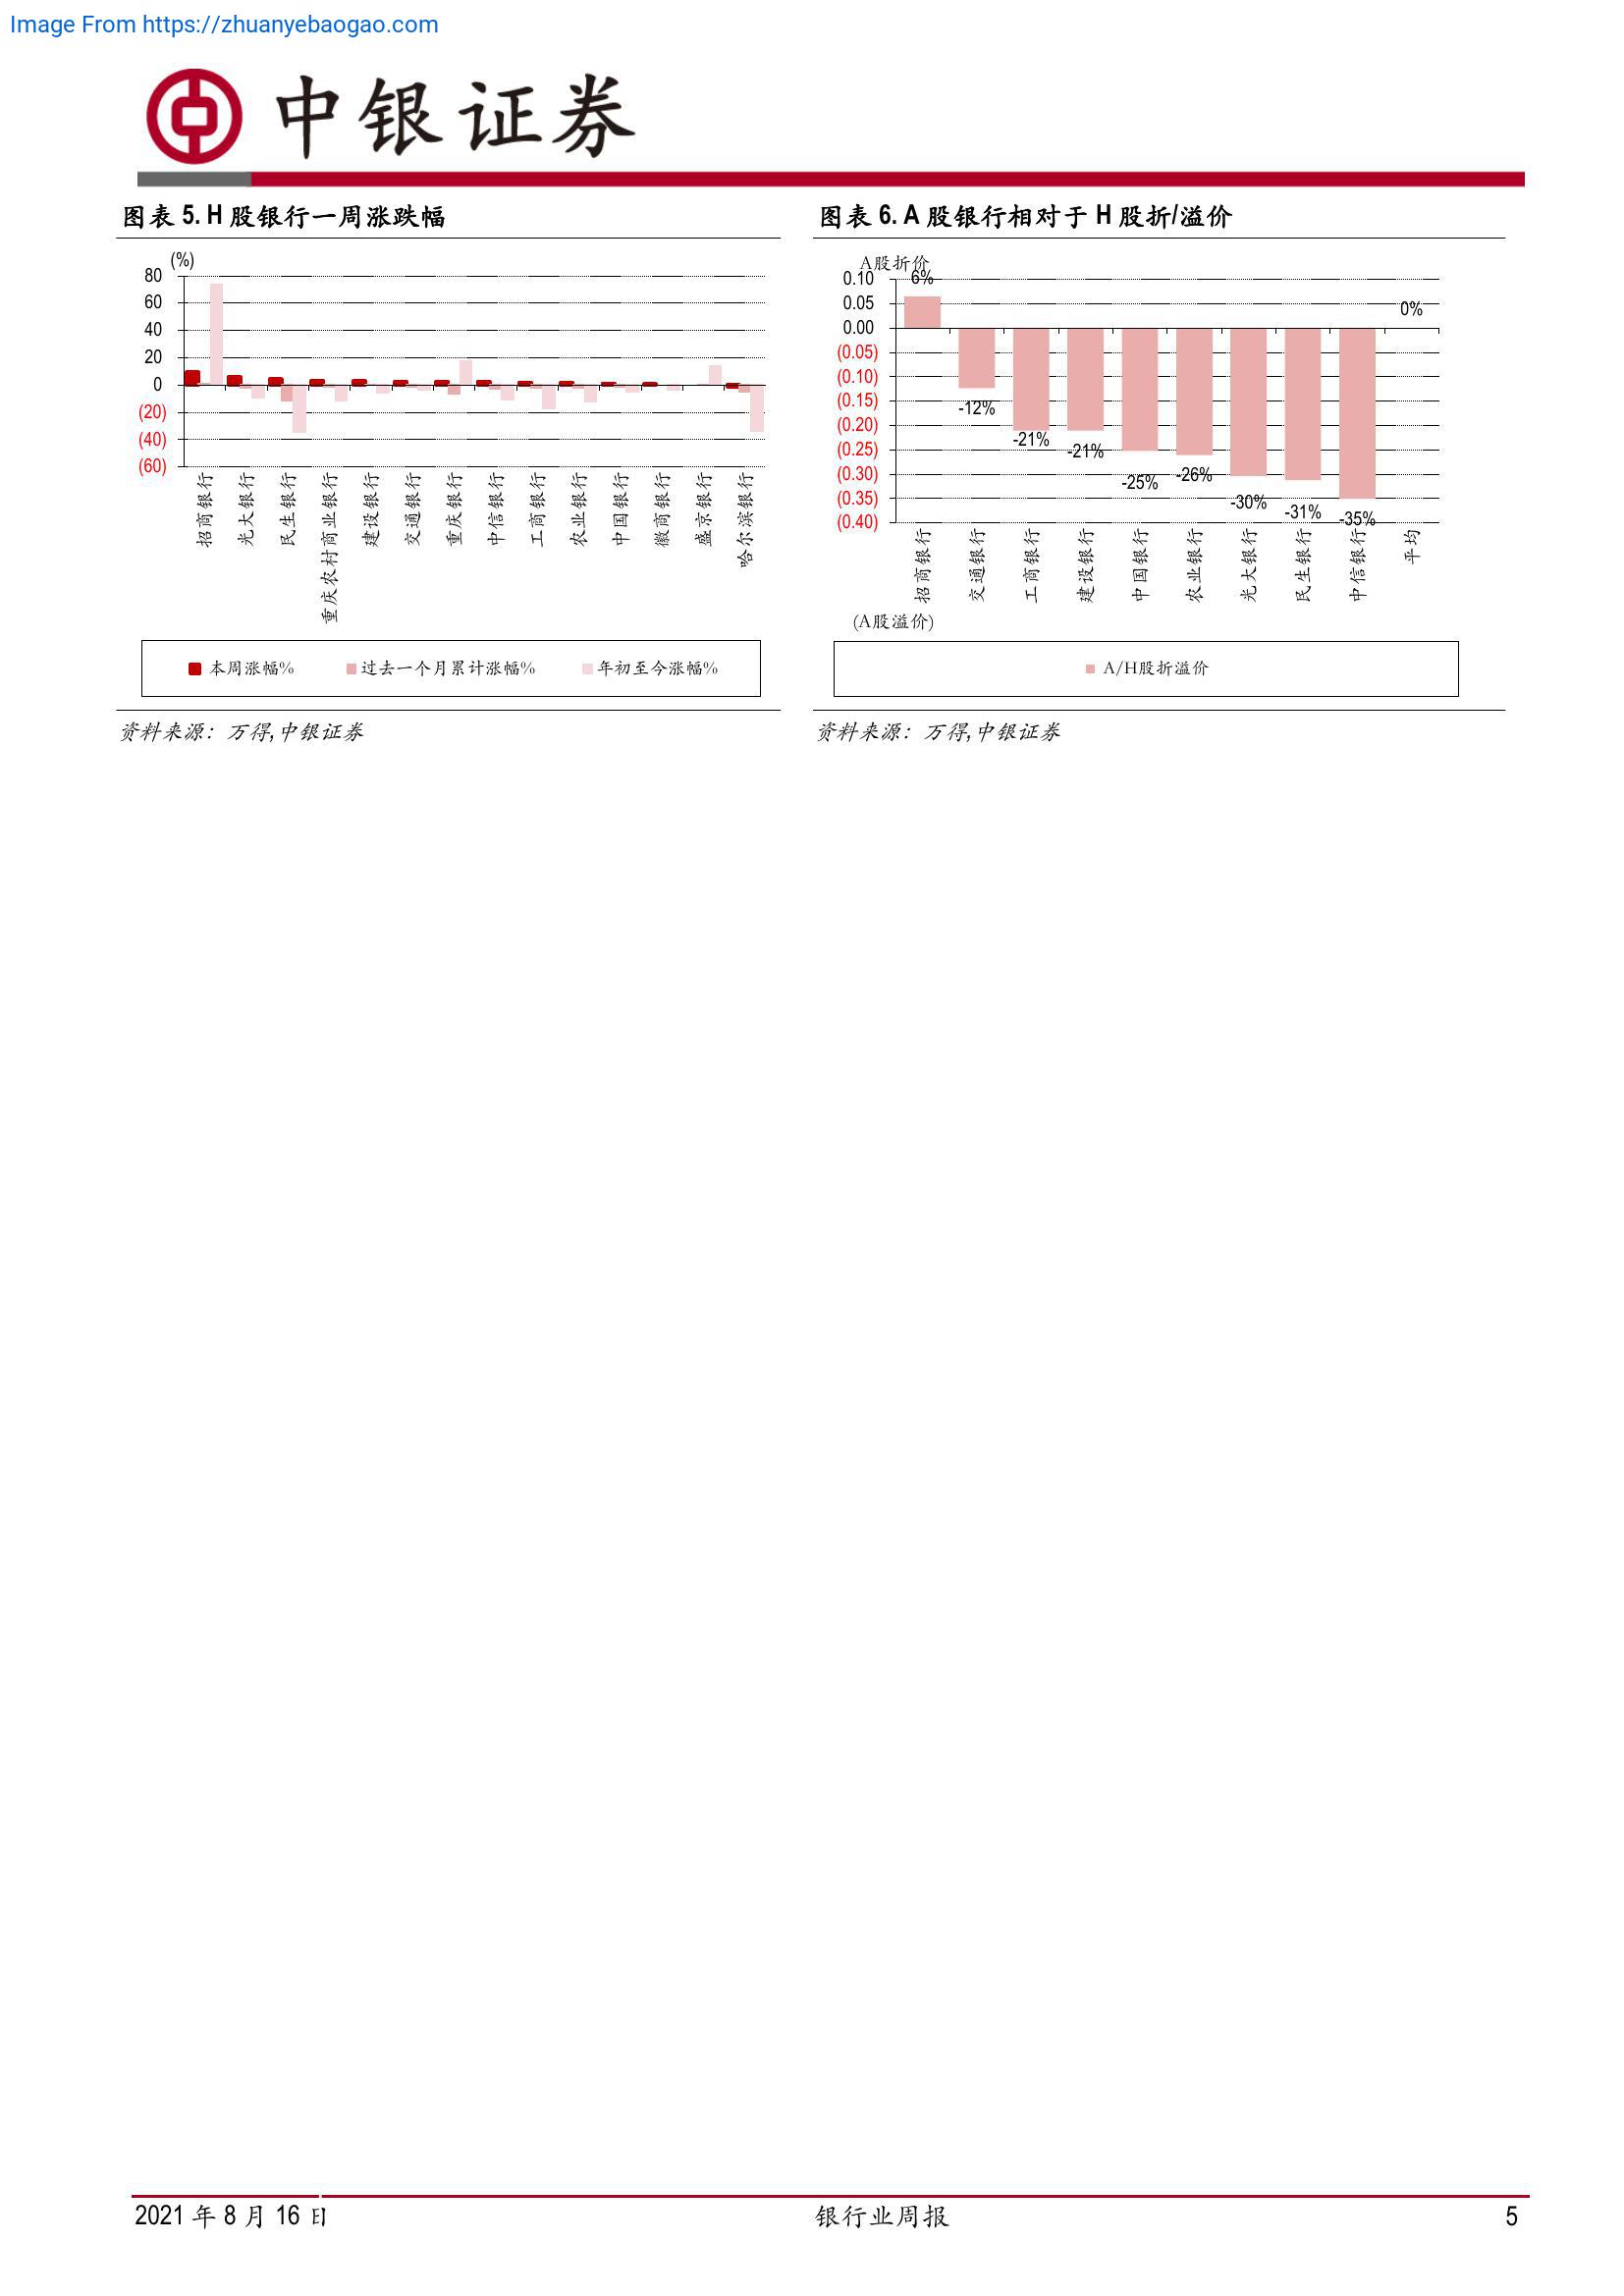 Image From https://zhuanyebaogao.com
中银证券
图表 5. H 股银行一周涨跌幅
(%)
80
60
40
20
0
(20)
(40)
(60)
招商银行
光大银行
民生银行
重庆农村商业银行
建设银行
交通银行
重庆银行
中信银行
工商银行
农业银行
中国银行
徽商银行
盛京银行
哈尔滨银行
本周涨幅%
过去一个月累计涨幅%
年初至今涨幅%
资料来源：万得,中银证券
图表 6. A 股银行相对于 H 股折/溢价
A股折价
0.10
0.05
0.00
(0.05)
(0.10)
(0.15)
(0.20)
(0.25)
(0.30)
(0.35)
(0.40)
6%
-12%
-21%
-21%
-25%
-26%
-30%
-31%
-35%
0%
招商银行
交通银行
工商银行
建设银行
中国银行
农业银行
光大银行
民生银行
中信银行
平均
(A股溢价)
A/H股折溢价
资料来源：万得,中银证券
2021 年 8 月 16 日
银行业周报
5